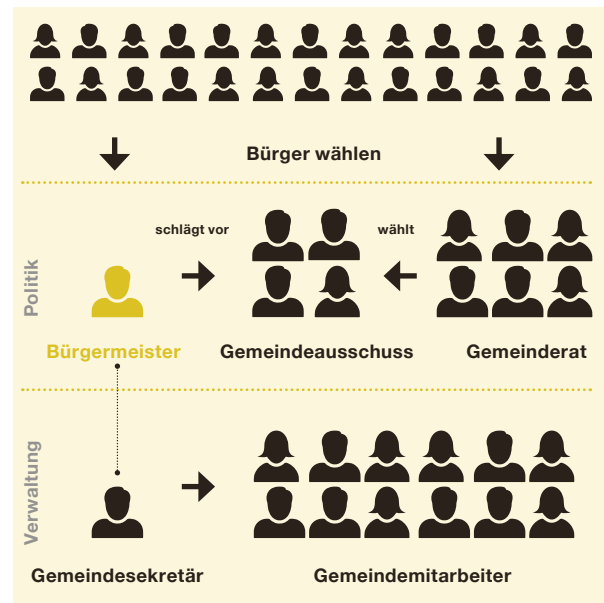 Bürger wählen
Politik
schlägt vor
wählt
Bürgermeister
Gemeindeausschuss
Gemeinderat
Verwaltung
Gemeindesekretär
Gemeindemitarbeiter